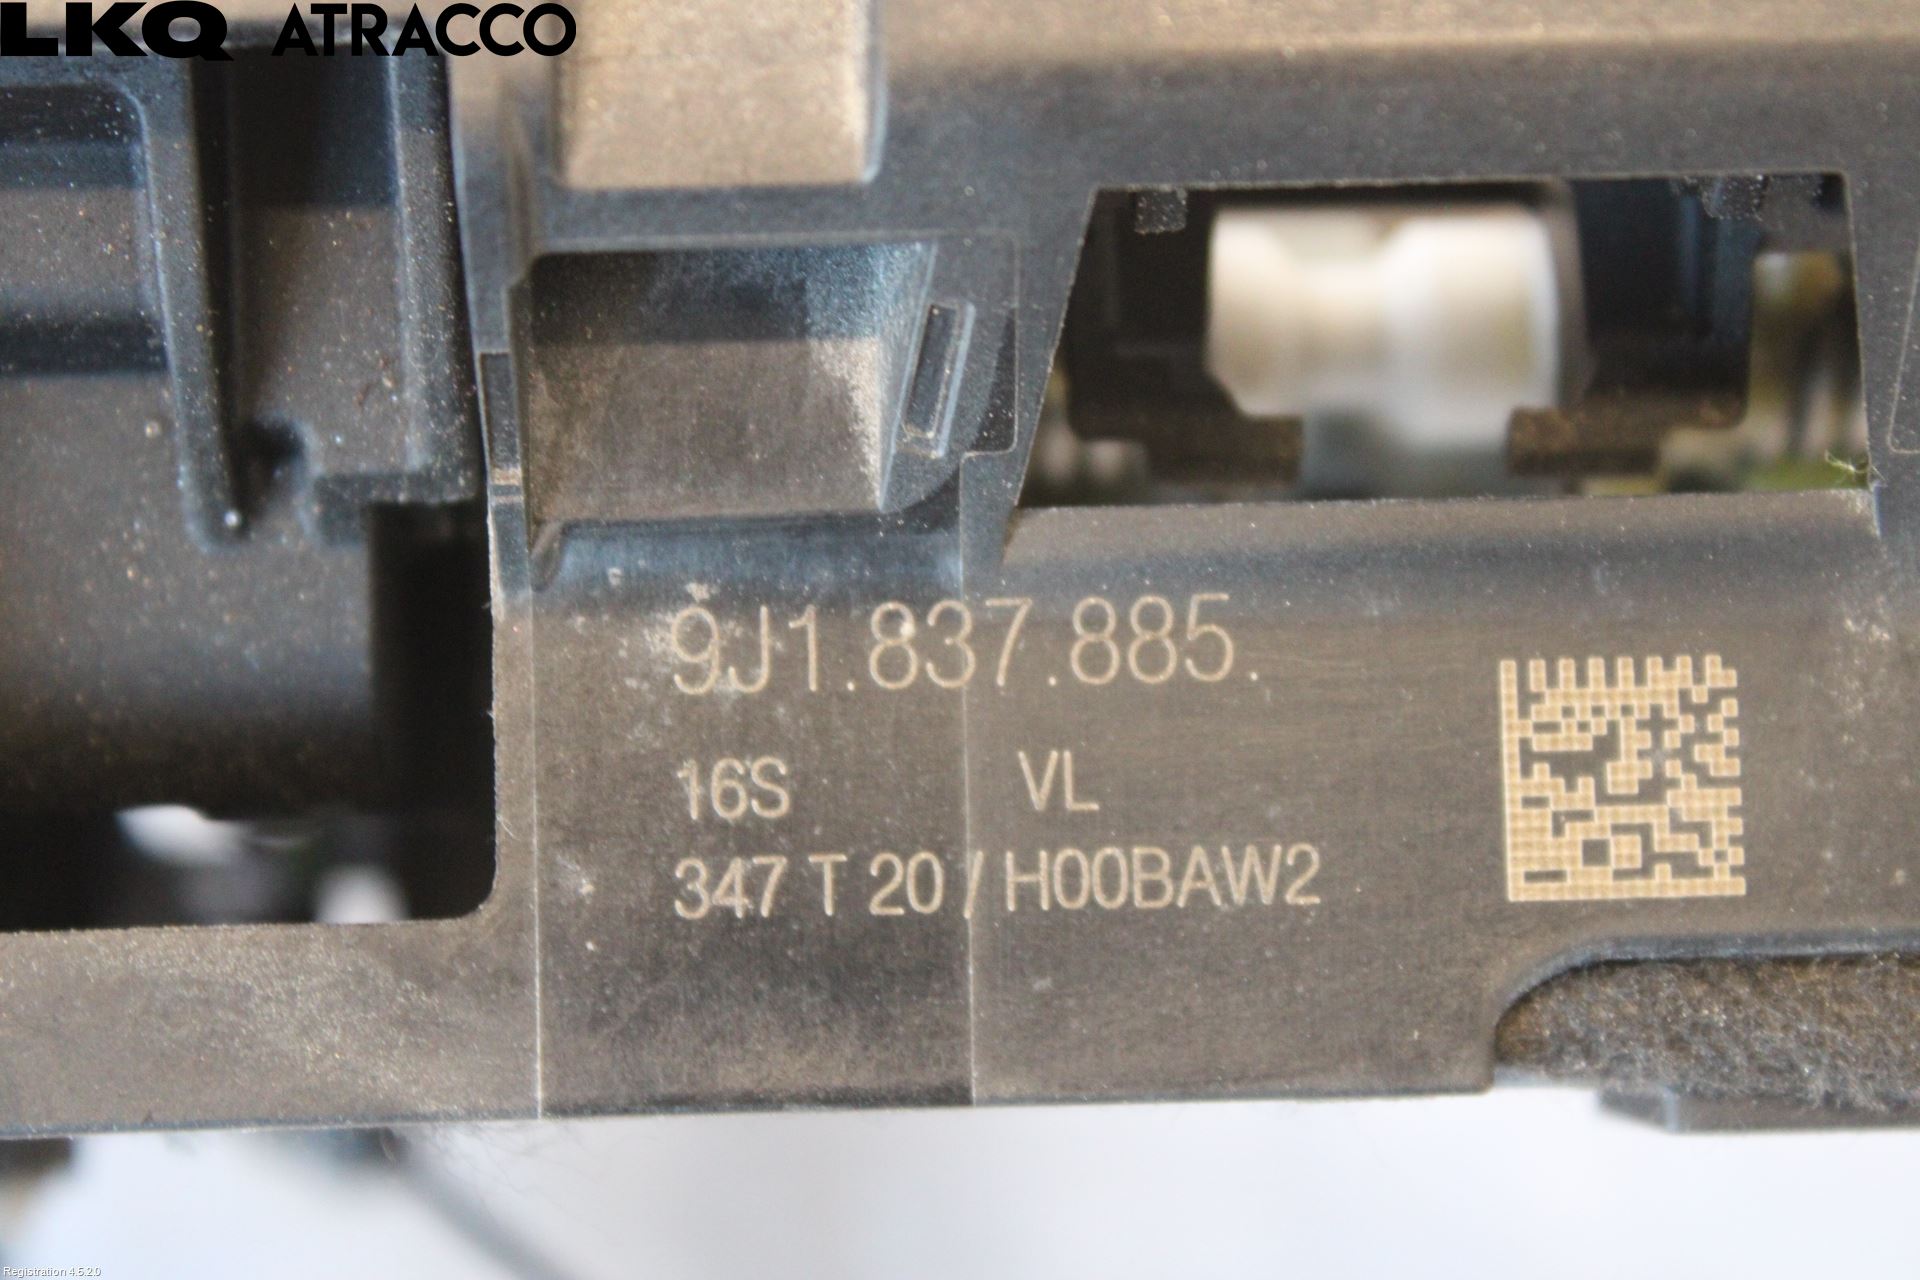 LKQ ATRACCO
9J1.837.885.
16S VL
347 T 20 / H00BAW2
Registration 4.5.2.0